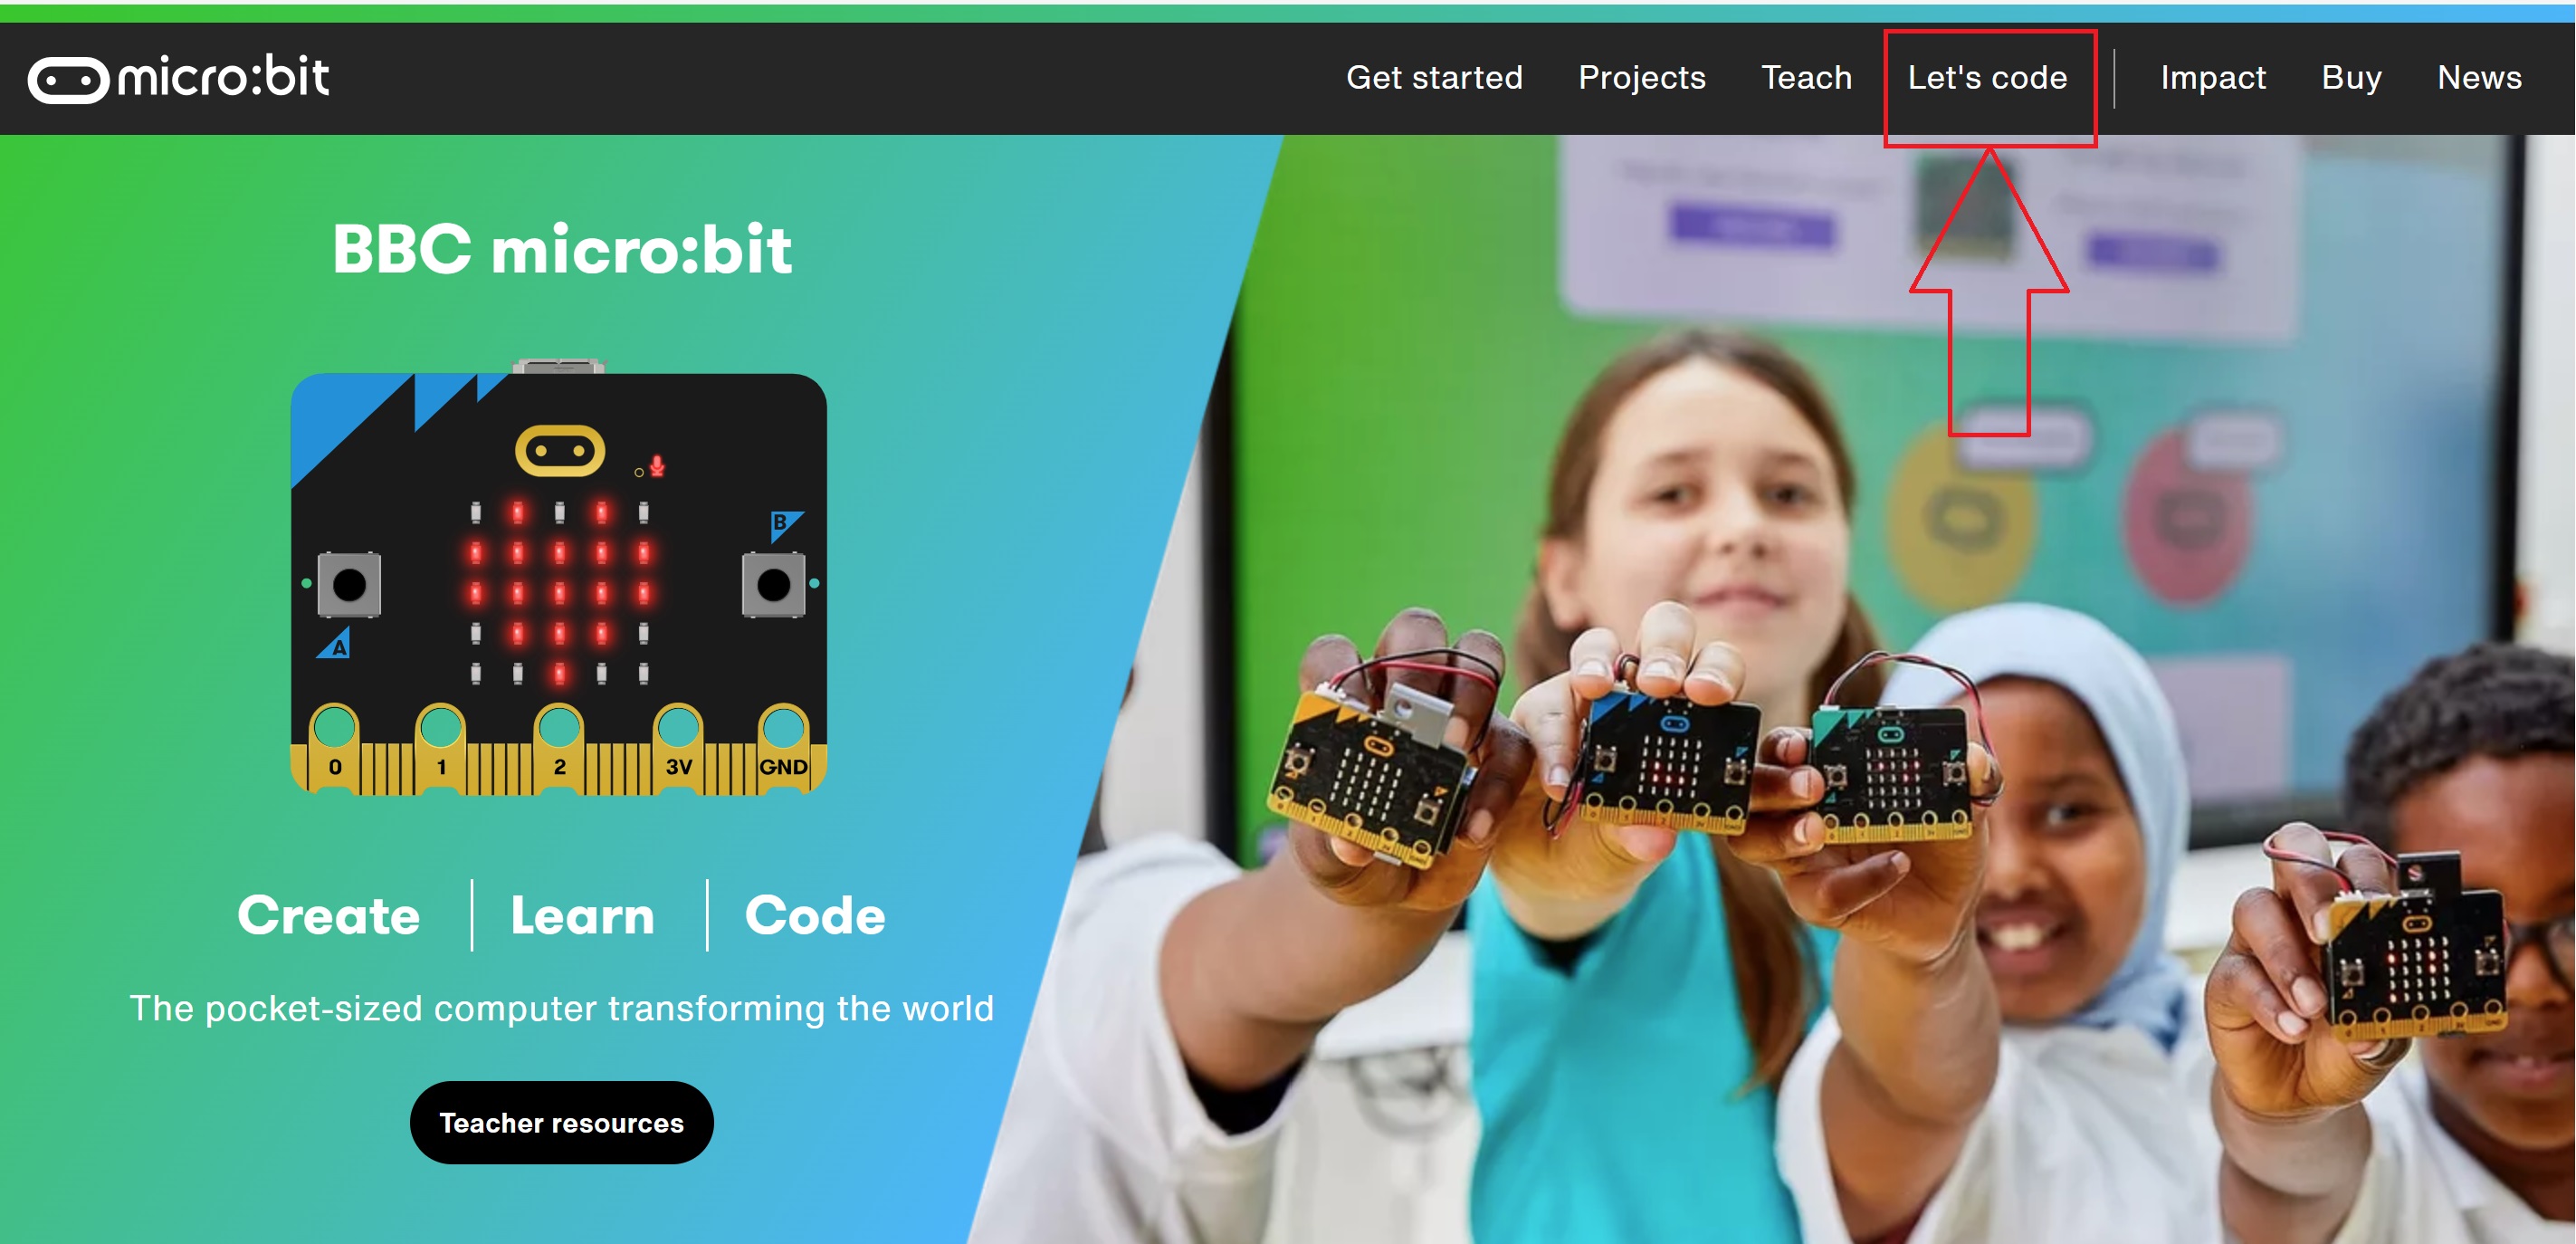 micro:bit
Get started Projects Teach Let's code Impact Buy News
BBC micro:bit
B
A
0 1 2 3V GND
Create Learn Code
The pocket-sized computer transforming the world
Teacher resources